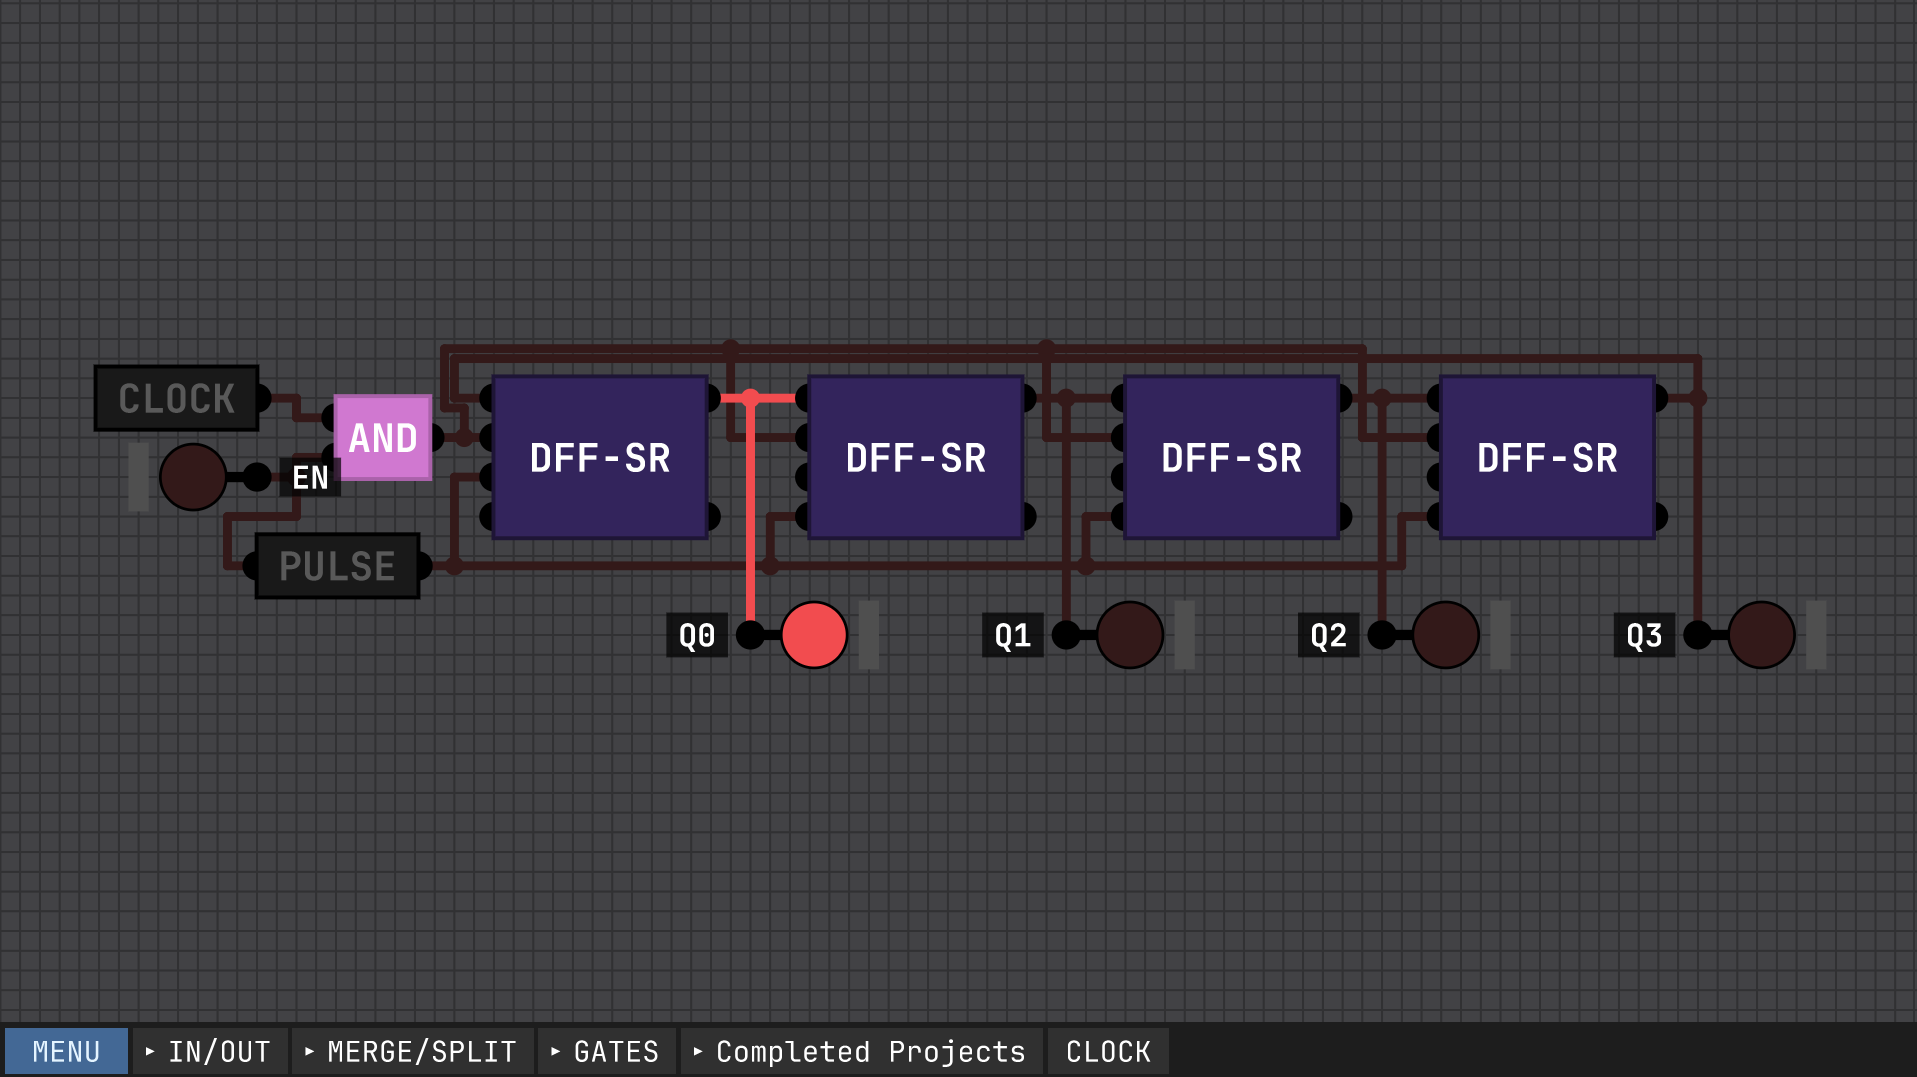 CLOCK
AND
EN
PULSE
DFF-SR
DFF-SR
DFF-SR
DFF-SR
Q0
Q1
Q2
Q3
MENU
IN/OUT
MERGE/SPLIT
GATES
Completed Projects
CLOCK